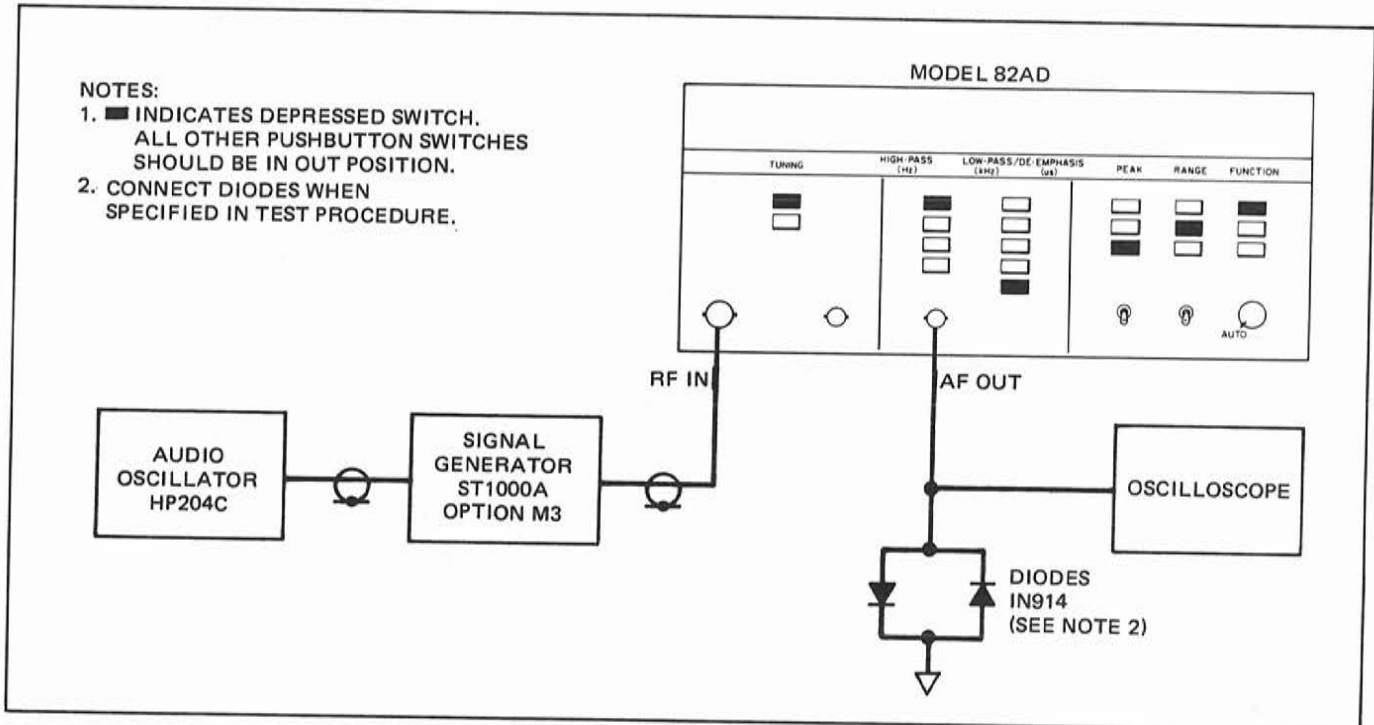 NOTES:
1. INDICATES DEPRESSED SWITCH.
ALL OTHER PUSHBUTTON SWITCHES
SHOULD BE IN OUT POSITION.
2. CONNECT DIODES WHEN
SPECIFIED IN TEST PROCEDURE.
MODEL 82AD
TUNING
HIGH-PASS
(Hz)
LOW-PASS/DE-EMPHASIS
(kHz) (us)
PEAK
RANGE
FUNCTION
AUTO
RF IN
AF OUT
AUDIO
OSCILLATOR
HP204C
SIGNAL
GENERATOR
ST1000A
OPTION M3
OSCILLOSCOPE
DIODES
IN914
(SEE NOTE 2)